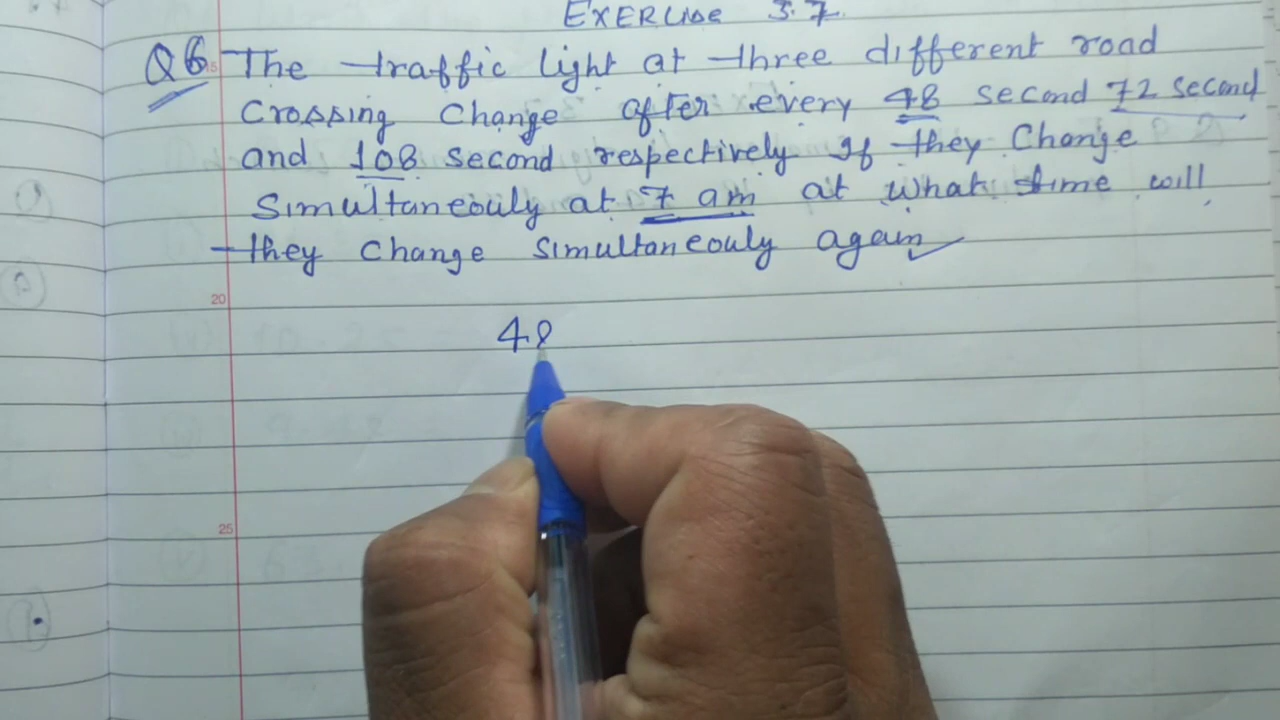 EXERCise 3.7.
Q6 The traffic light at three different road
Crossing Change after every 48 second 72 second
and 108 second respectively If they Change
Simultaneouly at 7 am at what time will
they change simultaneouly again
20
48
25